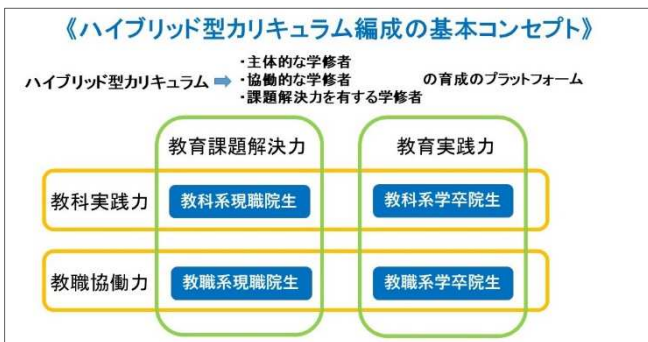 《ハイブリッド型カリキュラム編成の基本コンセプト》
・主体的な学修者
ハイブリッド型カリキュラム ➡ ・協働的な学修者 の育成のプラットフォーム
・課題解決力を有する学修者
教育課題解決力 教育実践力
教科実践力 教科系現職院生 教科系学卒院生
教職協働力 教職系現職院生 教職系学卒院生